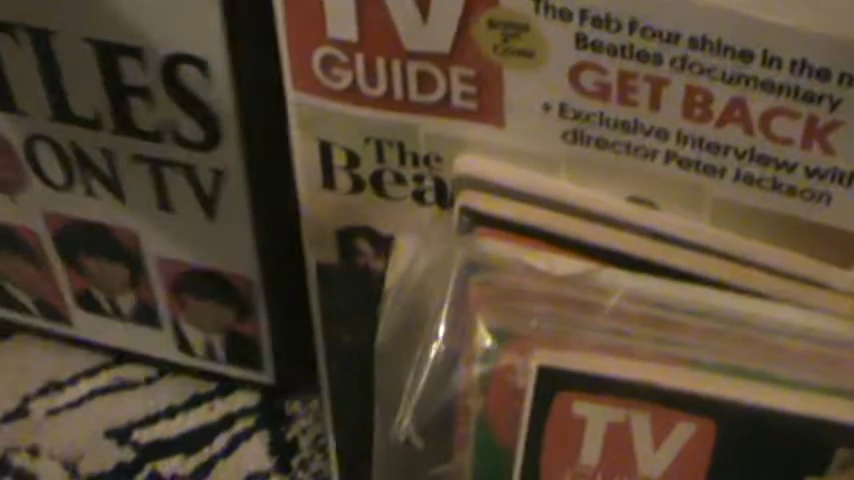 TLES
ON TV
TV
GUIDE
The Fab Four shine in the n
Beatles documentary
GET BACK
+ Exclusive interview with
director Peter Jackson
The
Bea
TV